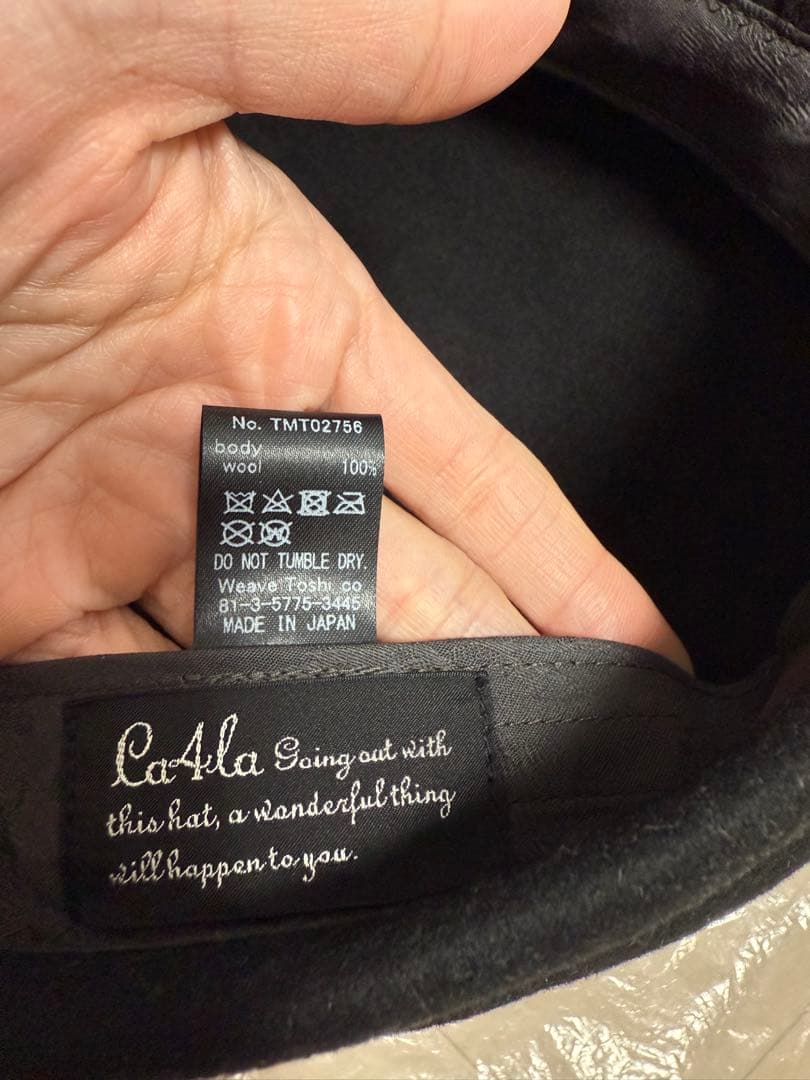 No. TMT02756
body
wool 100%
DO NOT TUMBLE DRY.
Weave Toshi co
81-3-5775-3445
MADE IN JAPAN
Ca4la Going out with
this hat, a wonderful thing
will happen to you.